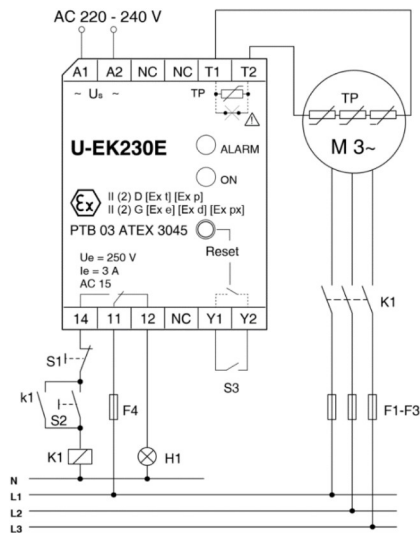 AC 220 - 240 V
A1 A2 NC NC T1 T2
~ Us ~
TP
TP
U-EK230E
ALARM
M 3~
ON
Ex
II (2) D [Ex t] [Ex p]
II (2) G [Ex e] [Ex d] [Ex px]
PTB 03 ATEX 3045
Reset
Ue = 250 V
Ie = 3 A
AC 15
K1
14 11 12 NC Y1 Y2
S1
S3
k1
S2
F4
F1-F3
K1
H1
N
L1
L2
L3